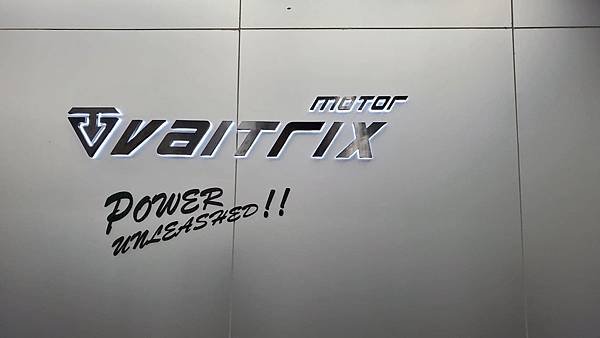 MOTOR
VAITRIX
POWER
UNLEASHED!!